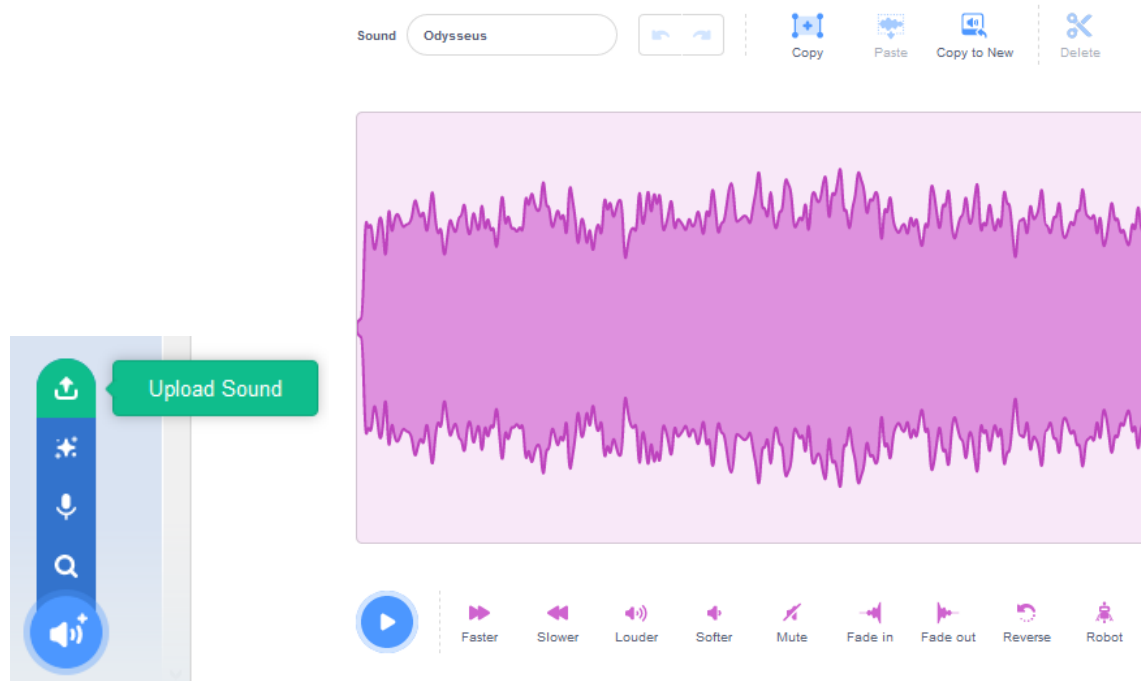 Sound Odysseus
Copy Paste Copy to New Delete
Upload Sound
Faster Slower Louder Softer Mute Fade in Fade out Reverse Robot